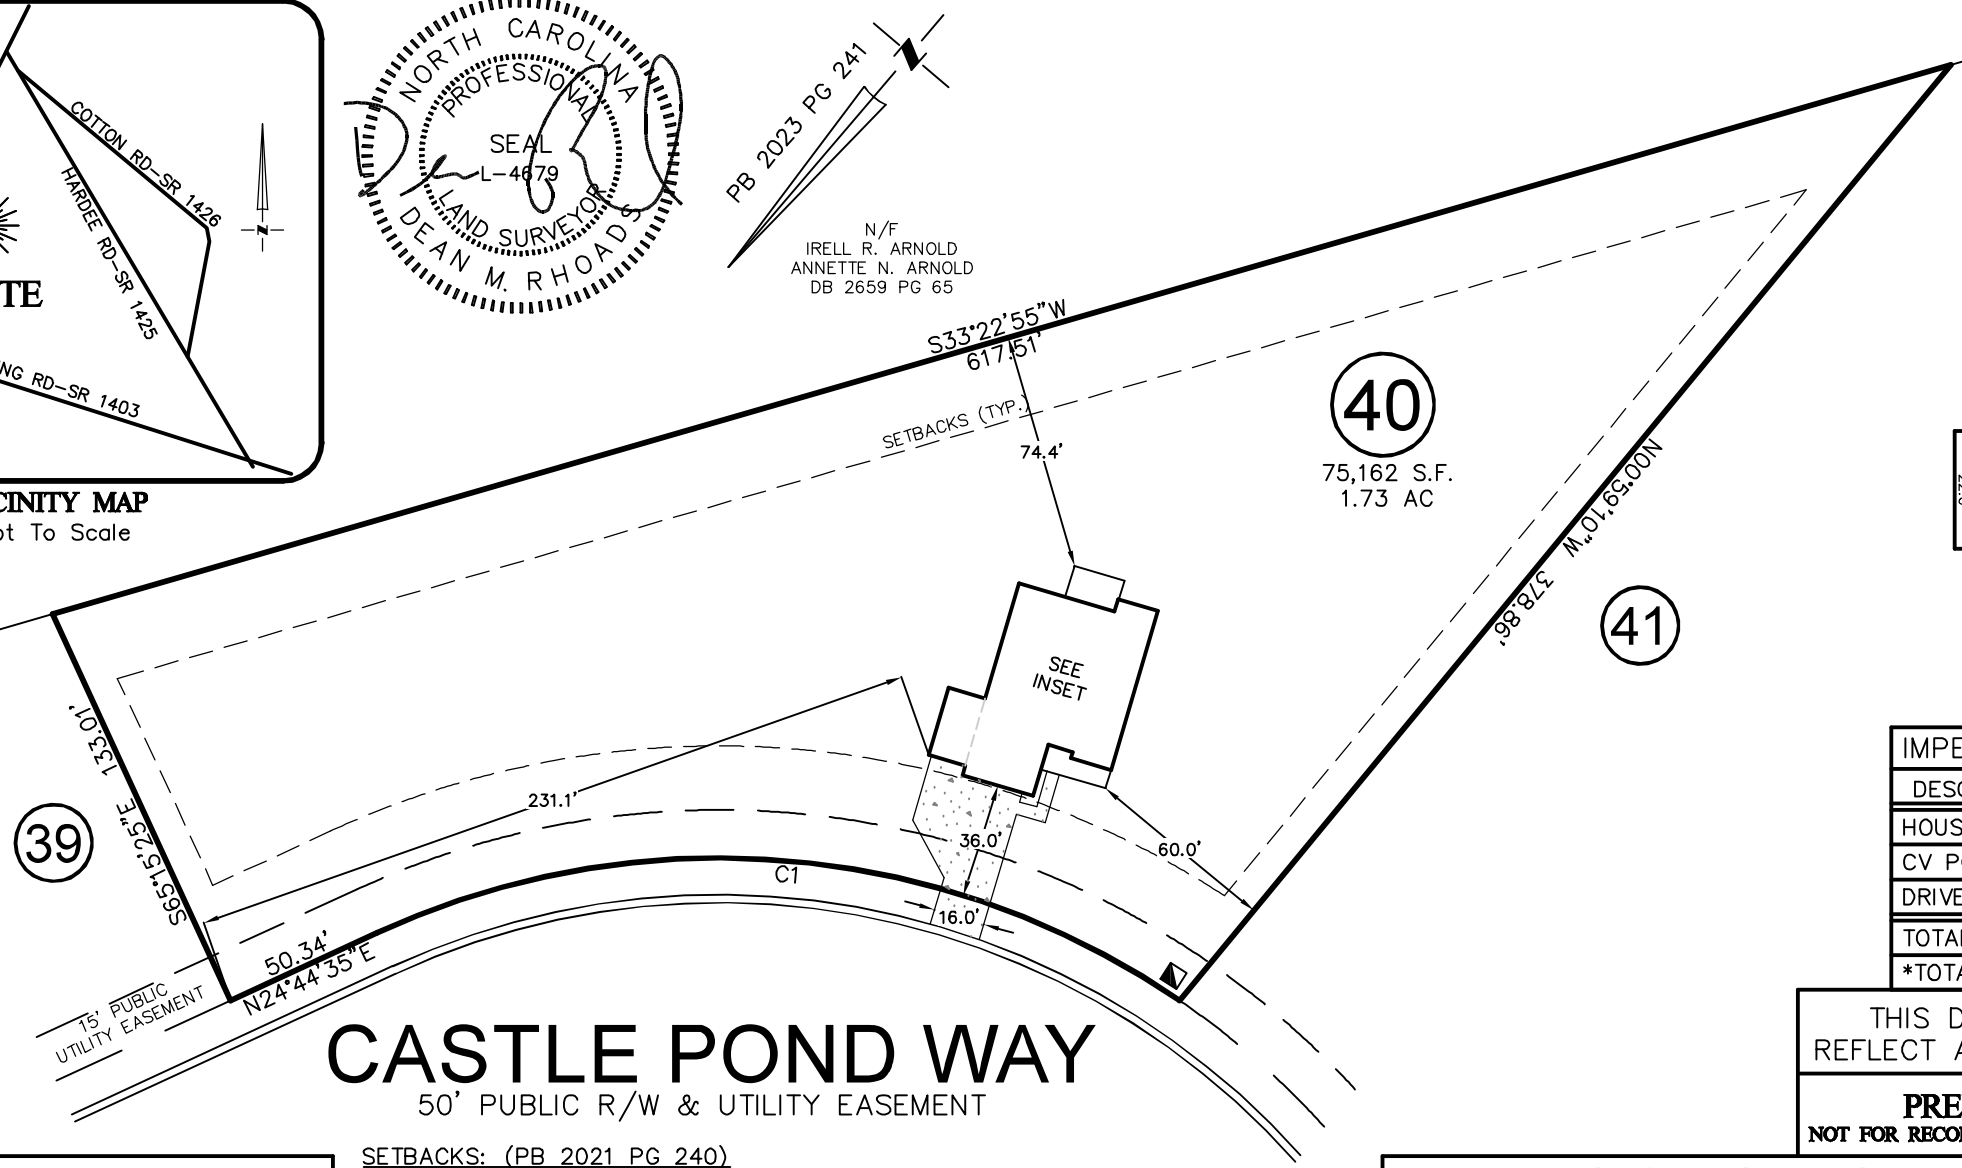 NORTH CAROLINA
PROFESSIONAL
SEAL
L-4679
LAND SURVEYOR
DEAN M. RHOADS
COTTON RD-SR 1426
HARDEE RD-SR 1425
TE
NG RD-SR 1403
N
CINITY MAP
ot To Scale
PB 2023 PG 241
N
N/F
IRELL R. ARNOLD
ANNETTE N. ARNOLD
DB 2659 PG 65
S33°22'55"W
617.51'
SETBACKS (TYP.)
74.4'
40
75,162 S.F.
1.73 AC
N00°59'10"W 378.86'
41
SEE
INSET
S65°15'25"E 133.01'
39
231.1'
36.0'
60.0'
C1
16.0'
50.34'
N24°44'35"E
15' PUBLIC
UTILITY EASEMENT
CASTLE POND WAY
50' PUBLIC R/W & UTILITY EASEMENT
SETBACKS: (PB 2021 PG 240)
IMPE
DESC
HOUS
CV P
DRIVE
TOTA
*TOTA
THIS D
REFLECT A
PRE
NOT FOR RECO